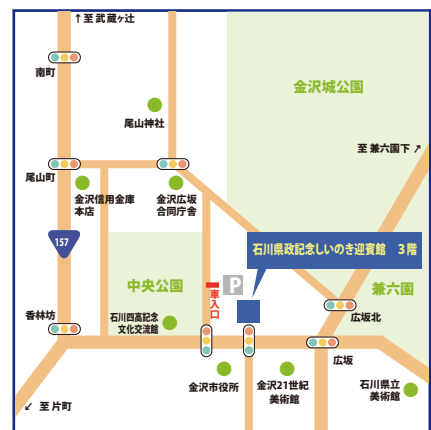 ↑至 武蔵ヶ辻
南町
金沢城公園
尾山神社
至 兼六園下 ↗
尾山町
金沢信用金庫
本店
金沢広坂
合同庁舎
157
石川県政記念しいのき迎賓館 3階
中央公園
車入口
P
兼六園
香林坊
石川四高記念
文化交流館
広坂北
広坂
金沢市役所
金沢21世紀
美術館
石川県立
美術館
↙ 至 片町